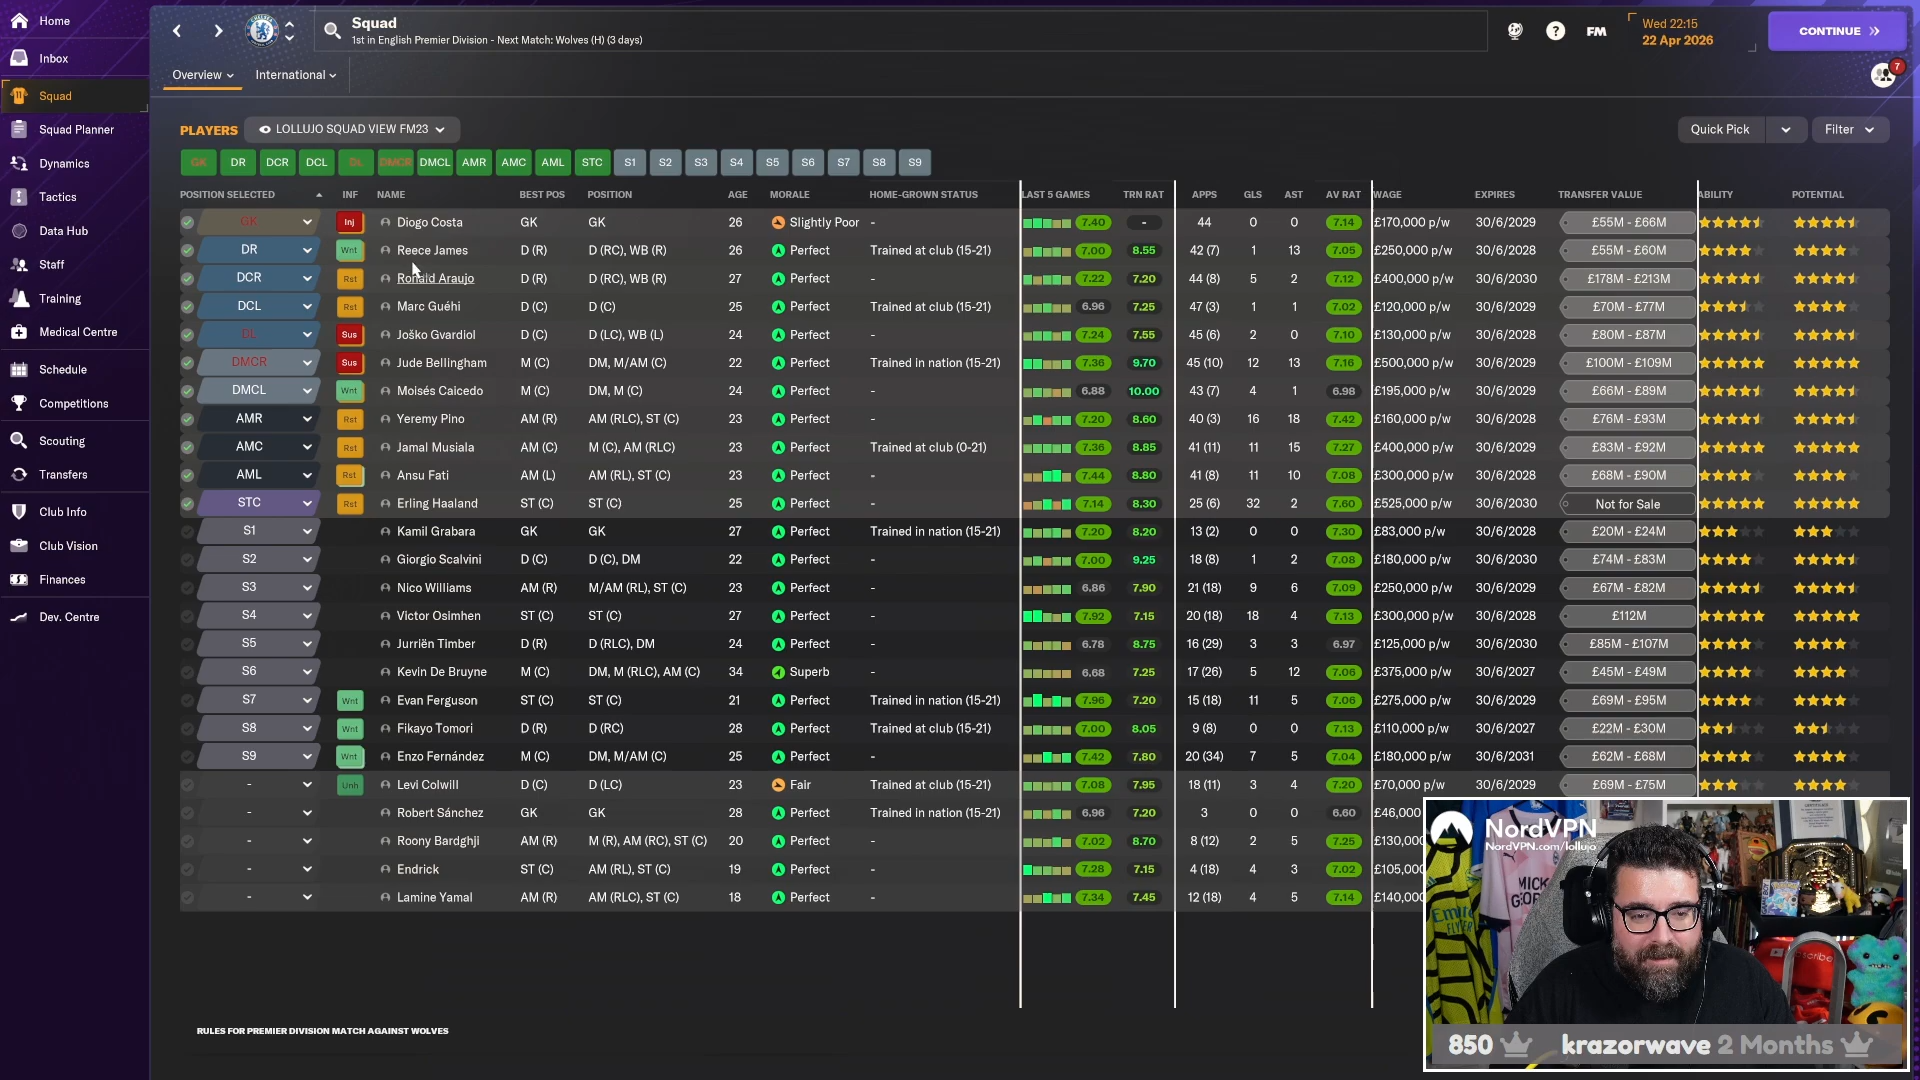 Home
Inbox
Squad
Squad Planner
Dynamics
Tactics
Data Hub
Staff
Training
Medical Centre
Schedule
Competitions
Scouting
Transfers
Club Info
Club Vision
Finances
Dev. Centre
Squad
1st in English Premier Division - Next Match: Wolves (H) (3 days)
FM
Wed 22:15
22 Apr 2026
CONTINUE
Overview International
7
PLAYERS LOLLUJO SQUAD VIEW FM23 Quick Pick Filter
GK DR DCR DCL DL DMCR DMCL AMR AMC AML STC S1 S2 S3 S4 S5 S6 S7 S8 S9
POSITION SELECTED INF NAME BEST POS POSITION AGE MORALE HOME-GROWN STATUS LAST 5 GAMES TRN RAT APPS GLS AST AV RAT WAGE EXPIRES TRANSFER VALUE ABILITY POTENTIAL
GK Inj Diogo Costa GK GK 26 Slightly Poor - 7.40 - 44 0 0 7.14 £170,000 p/w 30/6/2029 £55M - £66M
DR Wnt Reece James D (R) D (RC), WB (R) 26 Perfect Trained at club (15-21) 7.00 8.55 42 (7) 1 13 7.05 £250,000 p/w 30/6/2028 £55M - £60M
DCR Rst Ronald Araujo D (R) D (RC), WB (R) 27 Perfect - 7.22 7.20 44 (8) 5 2 7.12 £400,000 p/w 30/6/2030 £178M - £213M
DCL Rst Marc Guéhi D (C) D (C) 25 Perfect Trained at club (15-21) 6.96 7.25 47 (3) 1 1 7.02 £120,000 p/w 30/6/2029 £70M - £77M
DL Sus Joško Gvardiol D (C) D (LC), WB (L) 24 Perfect - 7.24 7.55 45 (6) 2 0 7.10 £130,000 p/w 30/6/2029 £80M - £87M
DMCR Sus Jude Bellingham M (C) DM, M/AM (C) 22 Perfect Trained in nation (15-21) 7.36 9.70 45 (10) 12 13 7.16 £500,000 p/w 30/6/2029 £100M - £109M
DMCL Wnt Moisés Caicedo M (C) DM, M (C) 24 Perfect - 6.88 10.00 43 (7) 4 1 6.98 £195,000 p/w 30/6/2029 £66M - £89M
AMR Rst Yeremy Pino AM (R) AM (RLC), ST (C) 23 Perfect - 7.20 8.60 40 (3) 16 18 7.42 £160,000 p/w 30/6/2028 £76M - £93M
AMC Rst Jamal Musiala AM (C) M (C), AM (RLC) 23 Perfect Trained at club (0-21) 7.36 8.85 41 (11) 11 15 7.27 £400,000 p/w 30/6/2029 £83M - £92M
AML Rst Ansu Fati AM (L) AM (RL), ST (C) 23 Perfect - 7.44 8.80 41 (8) 11 10 7.08 £300,000 p/w 30/6/2029 £68M - £90M
STC Rst Erling Haaland ST (C) ST (C) 25 Perfect - 7.14 8.30 25 (6) 32 2 7.60 £525,000 p/w 30/6/2030 Not for Sale
S1 Kamil Grabara GK GK 27 Perfect Trained in nation (15-21) 7.20 8.20 13 (2) 0 0 7.30 £83,000 p/w 30/6/2028 £20M - £24M
S2 Giorgio Scalvini D (C) D (C), DM 22 Perfect - 7.00 9.25 18 (8) 1 2 7.08 £180,000 p/w 30/6/2030 £74M - £83M
S3 Nico Williams AM (R) M/AM (RL), ST (C) 23 Perfect - 6.86 7.90 21 (18) 9 6 7.09 £250,000 p/w 30/6/2029 £67M - £82M
S4 Victor Osimhen ST (C) ST (C) 27 Perfect - 7.92 7.15 20 (18) 18 4 7.13 £300,000 p/w 30/6/2028 £112M
S5 Jurriën Timber D (R) D (RLC), DM 24 Perfect - 6.78 8.75 16 (29) 3 3 6.97 £125,000 p/w 30/6/2030 £85M - £107M
S6 Kevin De Bruyne M (C) DM, M (RLC), AM (C) 34 Superb - 6.68 7.25 17 (26) 5 12 7.06 £375,000 p/w 30/6/2027 £45M - £49M
S7 Wnt Evan Ferguson ST (C) ST (C) 21 Perfect Trained in nation (15-21) 7.96 7.20 15 (18) 11 5 7.06 £275,000 p/w 30/6/2029 £69M - £95M
S8 Wnt Fikayo Tomori D (R) D (RC) 28 Perfect Trained at club (15-21) 7.00 8.05 9 (8) 0 0 7.13 £110,000 p/w 30/6/2027 £22M - £30M
S9 Wnt Enzo Fernández M (C) DM, M/AM (C) 25 Perfect - 7.42 7.80 20 (34) 7 5 7.04 £180,000 p/w 30/6/2031 £62M - £68M
- Unh Levi Colwill D (C) D (LC) 23 Fair Trained at club (15-21) 7.08 7.95 18 (11) 3 4 7.20 £70,000 p/w 30/6/2029 £69M - £75M
- Robert Sánchez GK GK 28 Perfect Trained in nation (15-21) 6.96 7.20 3 0 0 6.60 £46,000
- Roony Bardghji AM (R) M (R), AM (RC), ST (C) 20 Perfect - 7.02 8.70 8 (12) 2 5 7.25 £130,000
- Endrick ST (C) AM (RL), ST (C) 19 Perfect - 7.28 7.15 4 (18) 4 3 7.02 £105,000
- Lamine Yamal AM (R) AM (RLC), ST (C) 18 Perfect - 7.34 7.45 12 (18) 4 5 7.14 £140,000
RULES FOR PREMIER DIVISION MATCH AGAINST WOLVES
NordVPN
NordVPN.com/lollujo
MICK
850 krazorwave 2 Months